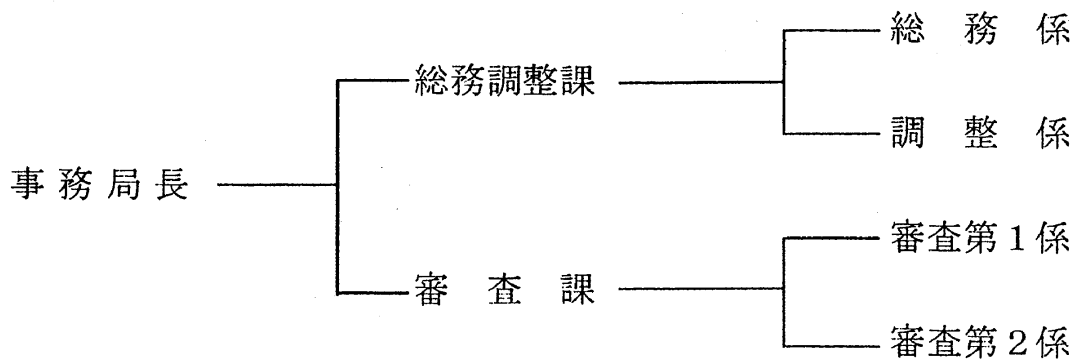 総務係
総務調整課
調整係
事務局長
審査第1係
審査課
審査第2係